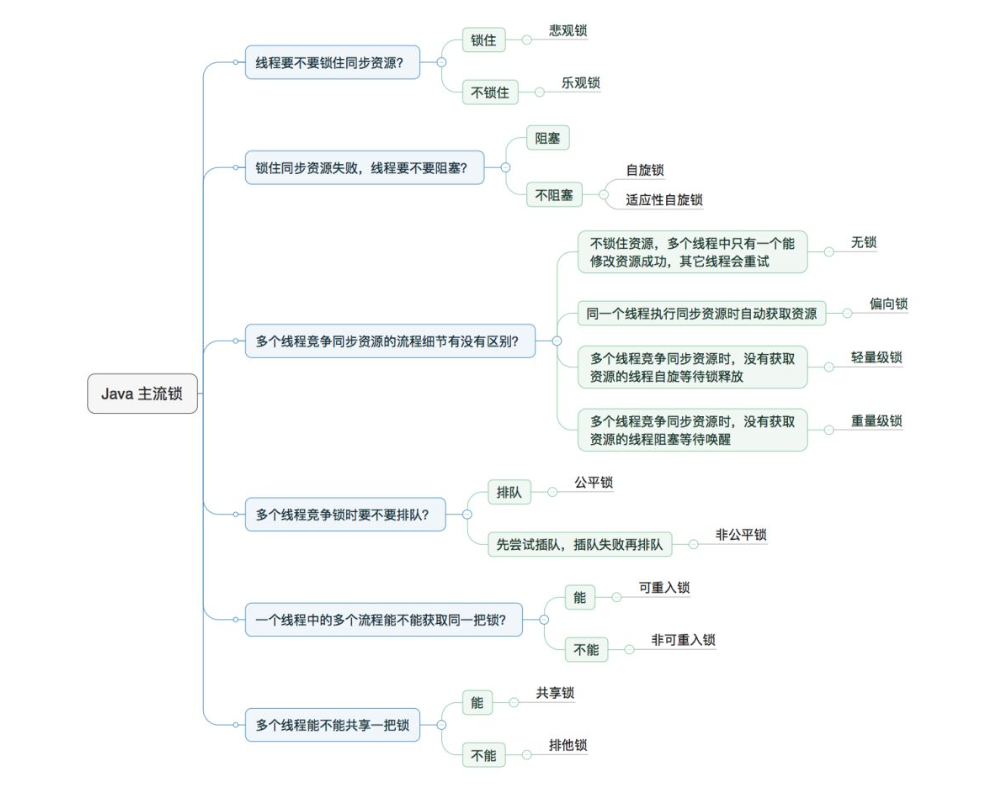 Java 主流锁
线程要不要锁住同步资源？
锁住
悲观锁
不锁住
乐观锁
锁住同步资源失败，线程要不要阻塞？
阻塞
不阻塞
自旋锁
适应性自旋锁
多个线程竞争同步资源的流程细节有没有区别？
不锁住资源，多个线程中只有一个能
修改资源成功，其它线程会重试
无锁
同一个线程执行同步资源时自动获取资源
偏向锁
多个线程竞争同步资源时，没有获取
资源的线程自旋等待锁释放
轻量级锁
多个线程竞争同步资源时，没有获取
资源的线程阻塞等待唤醒
重量级锁
多个线程竞争锁时要不要排队？
排队
公平锁
先尝试插队，插队失败再排队
非公平锁
一个线程中的多个流程能不能获取同一把锁？
能
可重入锁
不能
非可重入锁
多个线程能不能共享一把锁
能
共享锁
不能
排他锁